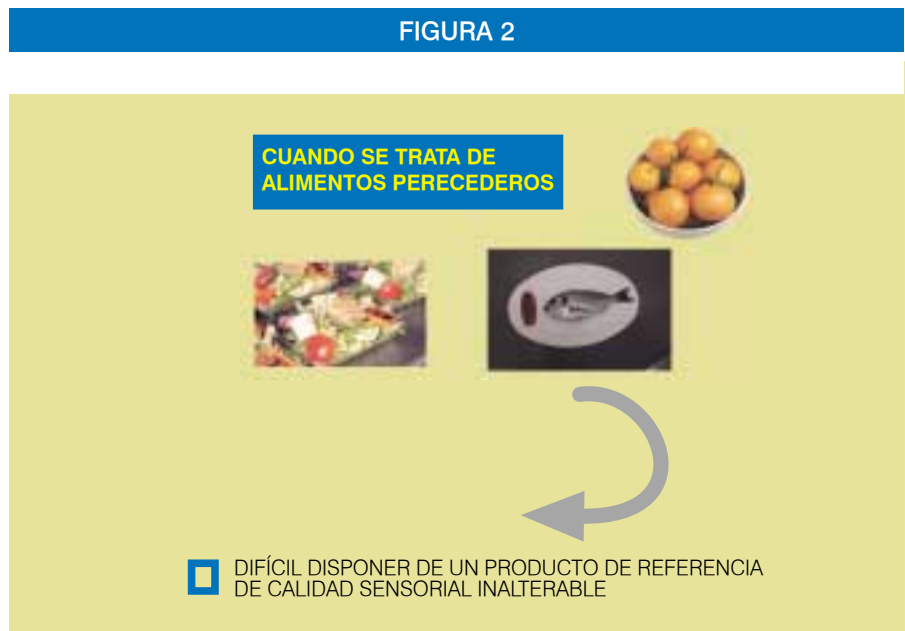 FIGURA 2
CUANDO SE TRATA DE
ALIMENTOS PERECEDEROS
DIFÍCIL DISPONER DE UN PRODUCTO DE REFERENCIA
DE CALIDAD SENSORIAL INALTERABLE